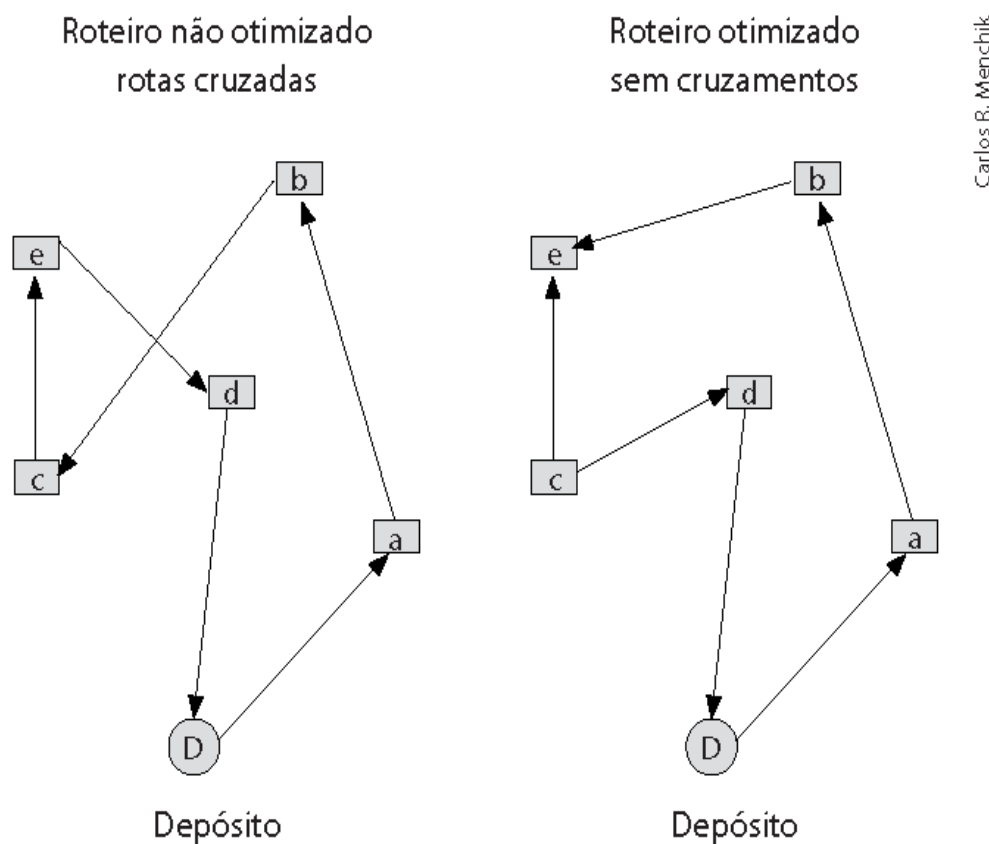 Roteiro não otimizado
rotas cruzadas
b
e
d
c
a
D
Depósito
Roteiro otimizado
sem cruzamentos
b
e
d
c
a
D
Depósito
Carlos R. Menchik